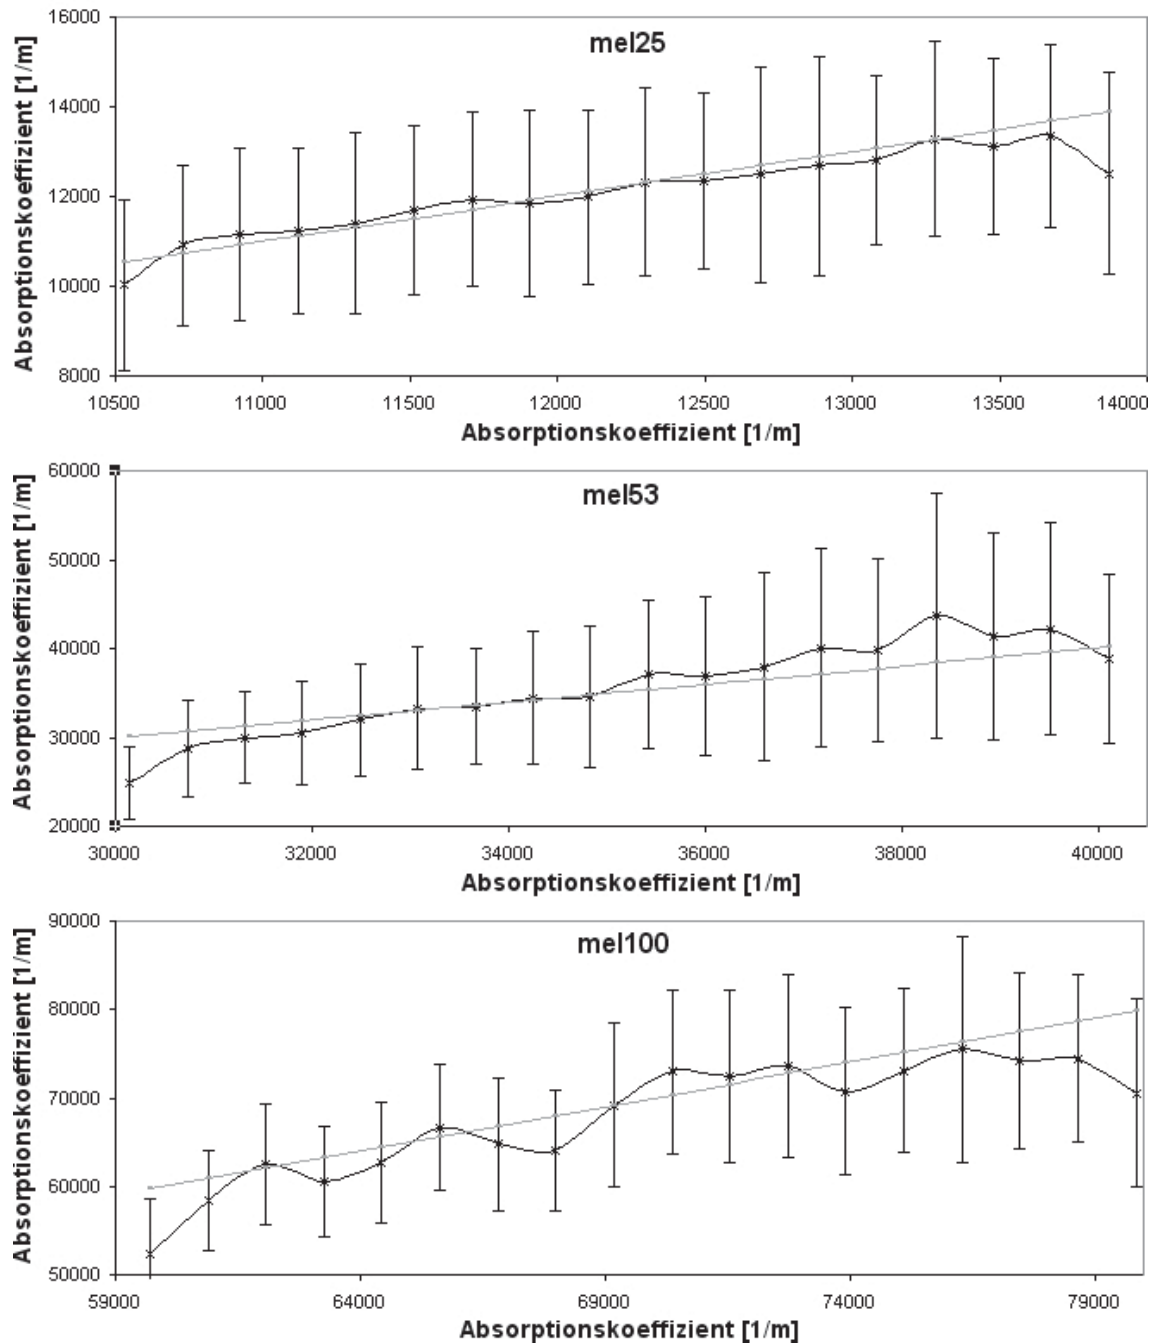 mel25
Absorptionskoeffizient [1/m]
16000
14000
12000
10000
8000
10500 11000 11500 12000 12500 13000 13500 14000
Absorptionskoeffizient [1/m]
mel53
Absorptionskoeffizient [1/m]
60000
50000
40000
30000
20000
30000 32000 34000 36000 38000 40000
Absorptionskoeffizient [1/m]
mel100
Absorptionskoeffizient [1/m]
90000
80000
70000
60000
50000
59000 64000 69000 74000 79000
Absorptionskoeffizient [1/m]